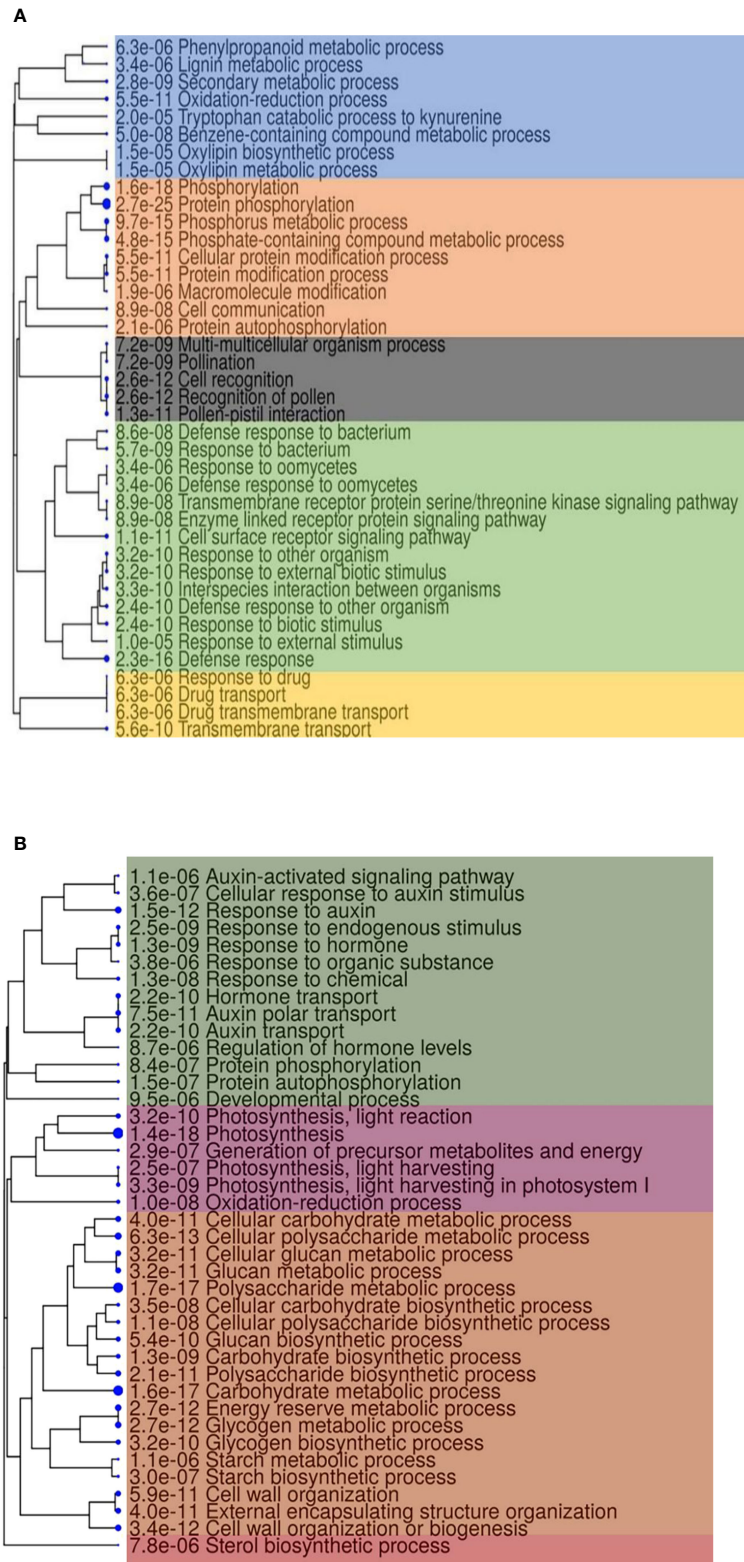 A
6.3e-06 Phenylpropanoid metabolic process
3.4e-06 Lignin metabolic process
2.8e-09 Secondary metabolic process
5.5e-11 Oxidation-reduction process
2.0e-05 Tryptophan catabolic process to kynurenine
5.0e-08 Benzene-containing compound metabolic process
1.5e-05 Oxylipin biosynthetic process
1.5e-05 Oxylipin metabolic process
1.6e-18 Phosphorylation
2.7e-25 Protein phosphorylation
9.7e-15 Phosphorus metabolic process
4.8e-15 Phosphate-containing compound metabolic process
5.5e-11 Cellular protein modification process
5.5e-11 Protein modification process
1.9e-06 Macromolecule modification
8.9e-08 Cell communication
2.1e-06 Protein autophosphorylation
7.2e-09 Multi-multicellular organism process
7.2e-09 Pollination
2.6e-12 Cell recognition
2.6e-12 Recognition of pollen
1.3e-11 Pollen-pistil interaction
8.6e-08 Defense response to bacterium
5.7e-09 Response to bacterium
3.4e-06 Response to oomycetes
3.4e-06 Defense response to oomycetes
8.9e-08 Transmembrane receptor protein serine/threonine kinase signaling pathway
8.9e-08 Enzyme linked receptor protein signaling pathway
1.1e-11 Cell surface receptor signaling pathway
3.2e-10 Response to other organism
3.2e-10 Response to external biotic stimulus
3.3e-10 Interspecies interaction between organisms
2.4e-10 Defense response to other organism
2.4e-10 Response to biotic stimulus
1.0e-05 Response to external stimulus
2.3e-16 Defense response
6.3e-06 Response to drug
6.3e-06 Drug transport
6.3e-06 Drug transmembrane transport
5.6e-10 Transmembrane transport
B
1.1e-06 Auxin-activated signaling pathway
3.6e-07 Cellular response to auxin stimulus
1.5e-12 Response to auxin
2.5e-09 Response to endogenous stimulus
1.3e-09 Response to hormone
3.8e-06 Response to organic substance
1.3e-08 Response to chemical
2.2e-10 Hormone transport
7.5e-11 Auxin polar transport
2.2e-10 Auxin transport
8.7e-06 Regulation of hormone levels
8.4e-07 Protein phosphorylation
1.5e-07 Protein autophosphorylation
9.5e-06 Developmental process
3.2e-10 Photosynthesis, light reaction
1.4e-18 Photosynthesis
2.9e-07 Generation of precursor metabolites and energy
2.5e-07 Photosynthesis, light harvesting
3.3e-09 Photosynthesis, light harvesting in photosystem I
1.0e-08 Oxidation-reduction process
4.0e-11 Cellular carbohydrate metabolic process
6.3e-13 Cellular polysaccharide metabolic process
3.2e-11 Cellular glucan metabolic process
3.2e-11 Glucan metabolic process
1.7e-17 Polysaccharide metabolic process
3.5e-08 Cellular carbohydrate biosynthetic process
1.1e-08 Cellular polysaccharide biosynthetic process
5.4e-10 Glucan biosynthetic process
1.3e-09 Carbohydrate biosynthetic process
2.1e-11 Polysaccharide biosynthetic process
1.6e-17 Carbohydrate metabolic process
2.7e-12 Energy reserve metabolic process
2.7e-12 Glycogen metabolic process
3.2e-10 Glycogen biosynthetic process
1.1e-06 Starch metabolic process
3.0e-07 Starch biosynthetic process
5.9e-11 Cell wall organization
4.0e-11 External encapsulating structure organization
3.4e-12 Cell wall organization or biogenesis
7.8e-06 Sterol biosynthetic process